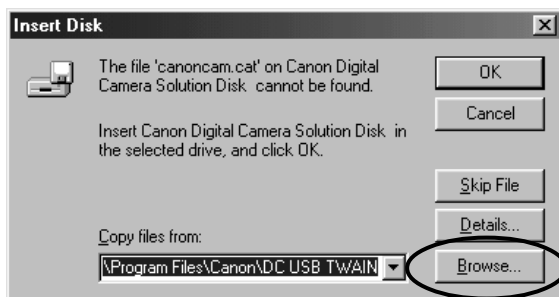 Insert Disk
The file 'canoncam.cat' on Canon Digital
Camera Solution Disk cannot be found.
Insert Canon Digital Camera Solution Disk in
the selected drive, and click OK.
Copy files from:
\Program Files\Canon\DC USB TWAIN
OK
Cancel
Skip File
Details...
Browse...